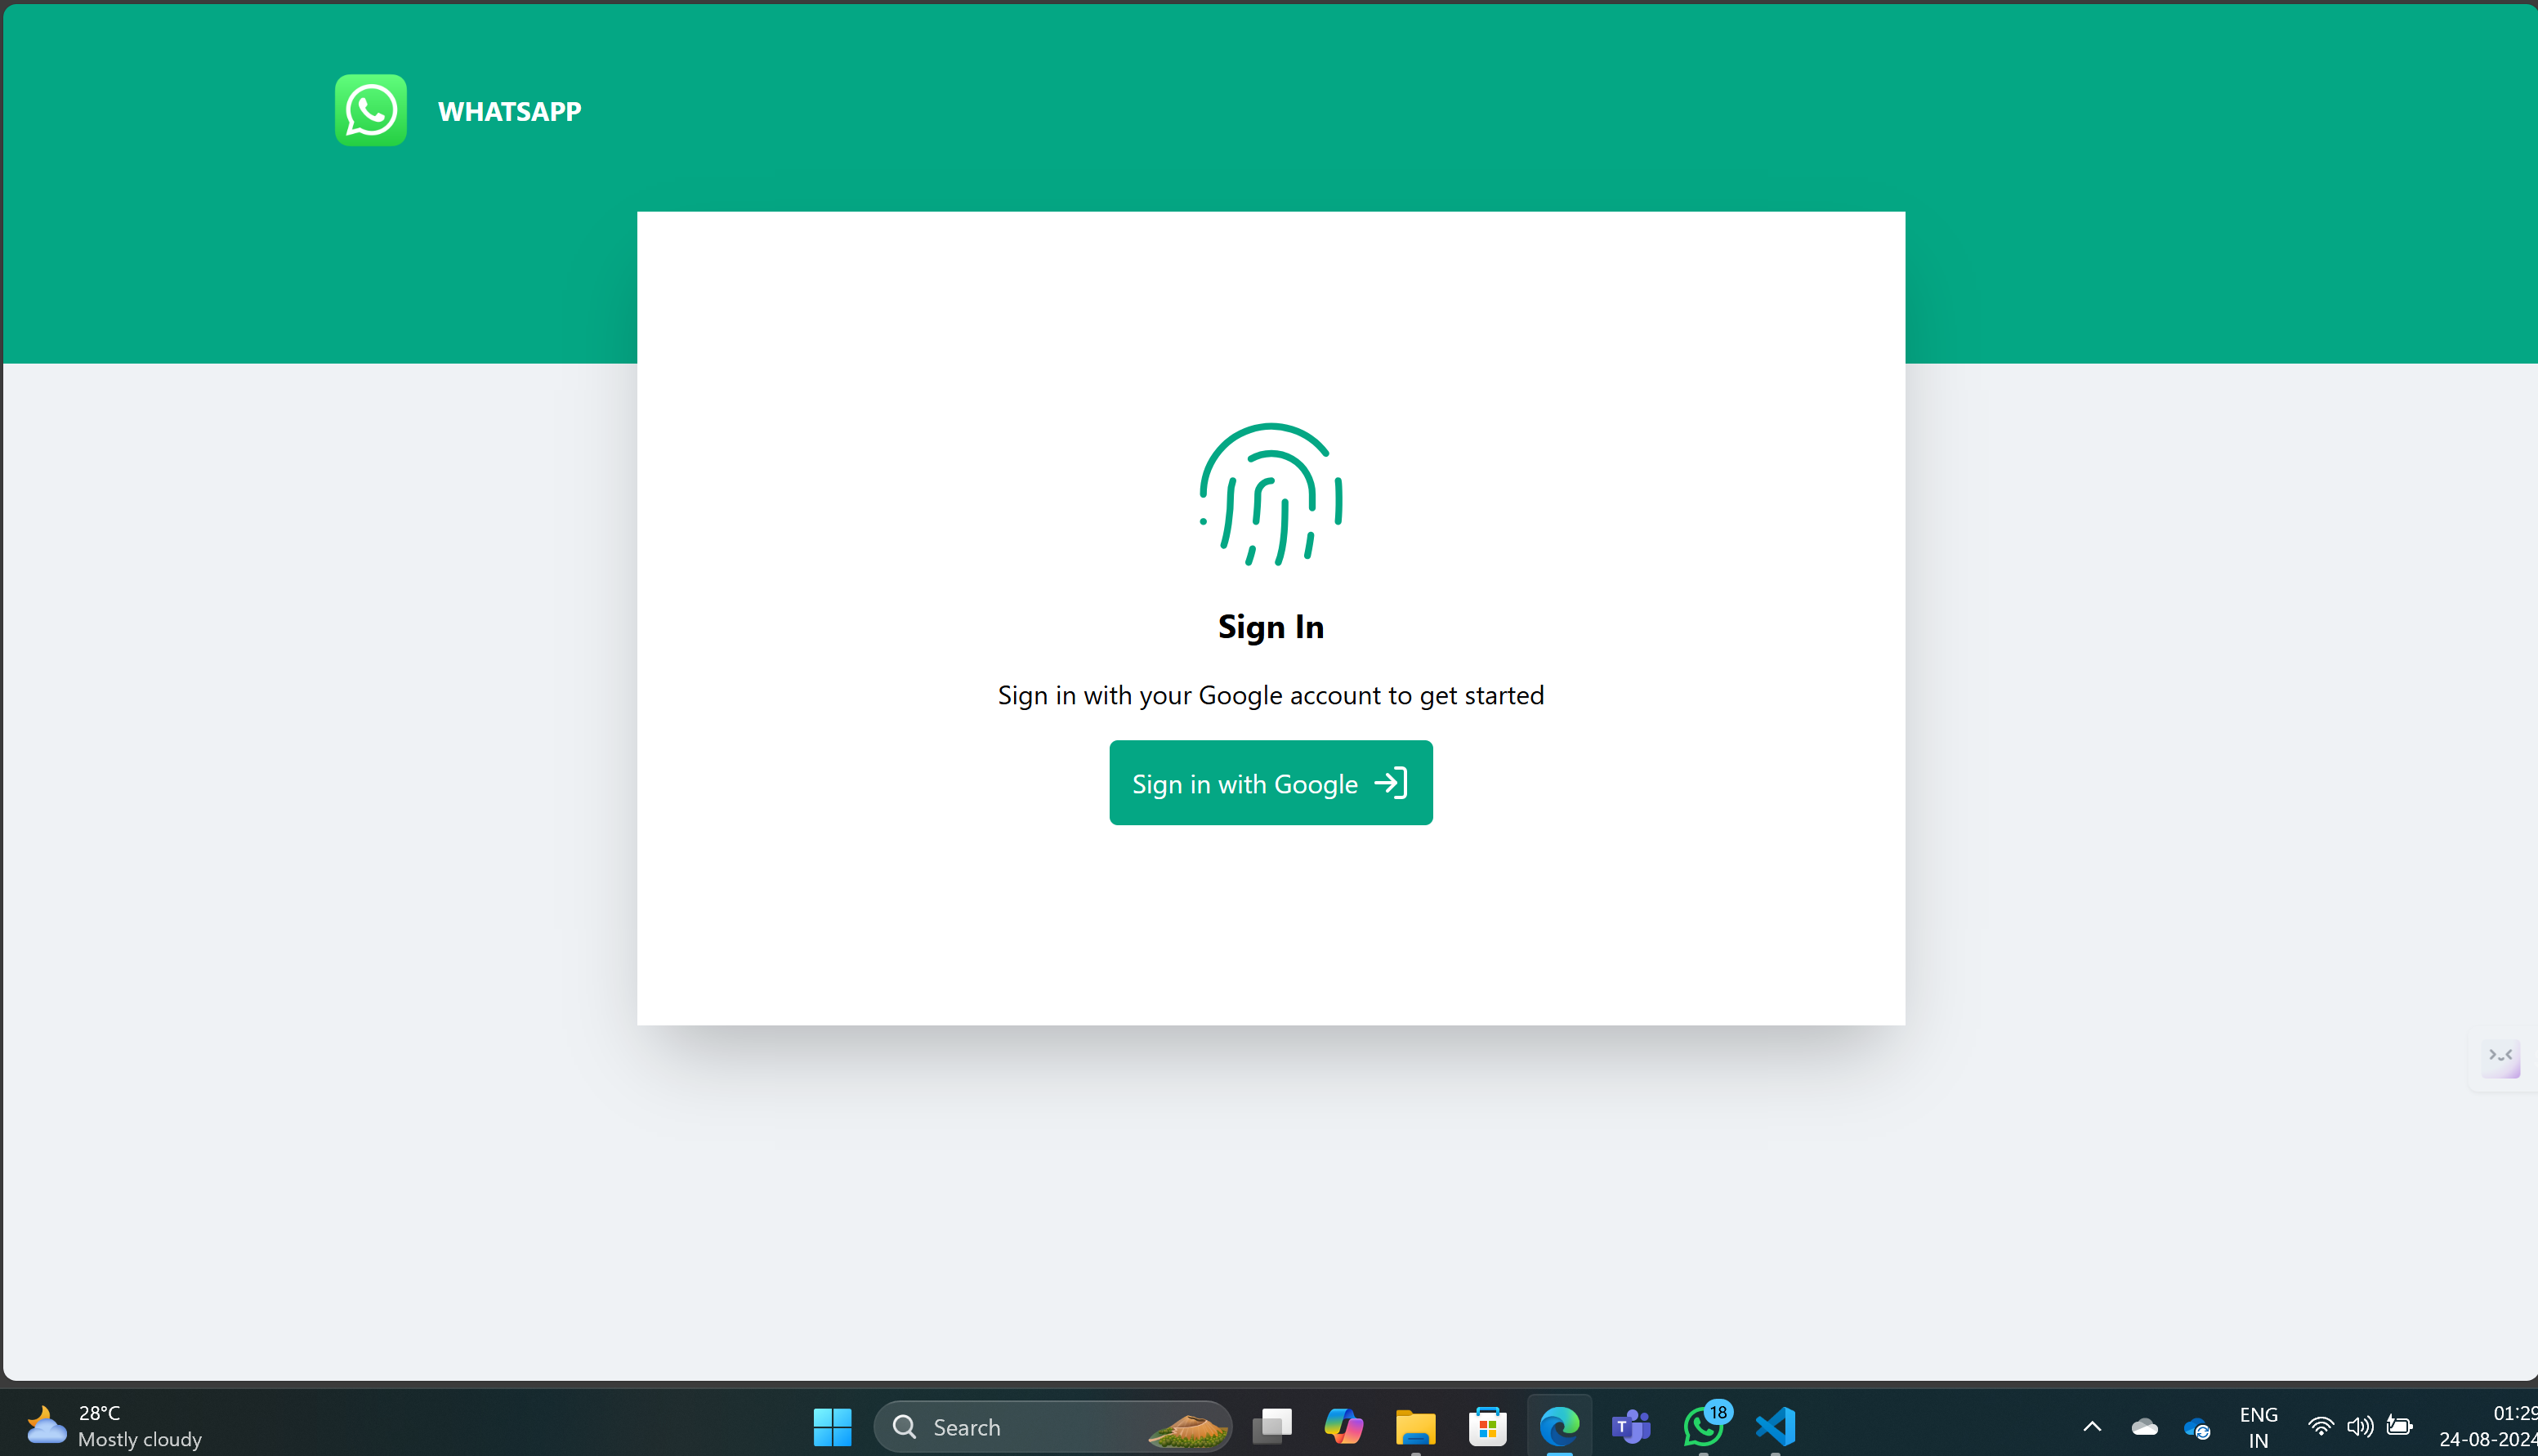 WHATSAPP
Sign In
Sign in with your Google account to get started
Sign in with Google
28°C
Mostly cloudy
Search
T
18
ENG
IN
01:29
24-08-2024